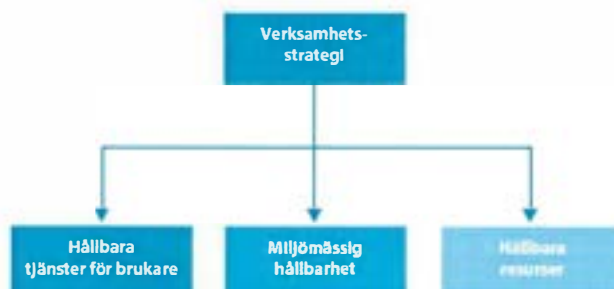 Verksamhets-
strategi
Hållbara
tjänster för brukare
Miljömässig
hållbarhet
Hållbara
resurser